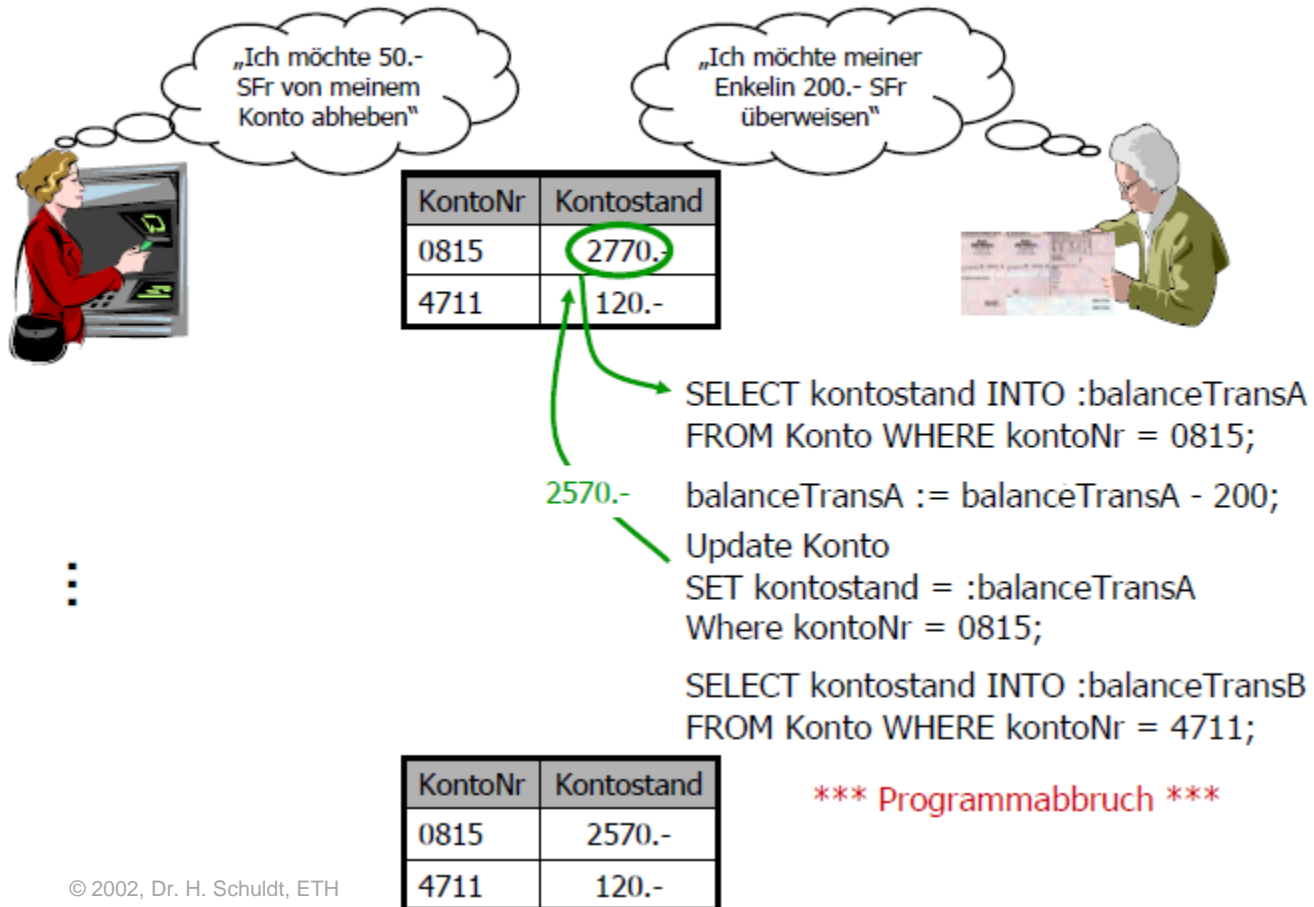 „Ich möchte 50.-
SFr von meinem
Konto abheben“
„Ich möchte meiner
Enkelin 200.- SFr
überweisen“
KontoNr Kontostand
0815 2770.-
4711 120.-
SELECT kontostand INTO :balanceTransA
FROM Konto WHERE kontoNr = 0815;
2570.-
balanceTransA := balanceTransA - 200;
Update Konto
SET kontostand = :balanceTransA
Where kontoNr = 0815;
SELECT kontostand INTO :balanceTransB
FROM Konto WHERE kontoNr = 4711;
*** Programmabbruch ***
KontoNr Kontostand
0815 2570.-
4711 120.-
© 2002, Dr. H. Schuldt, ETH